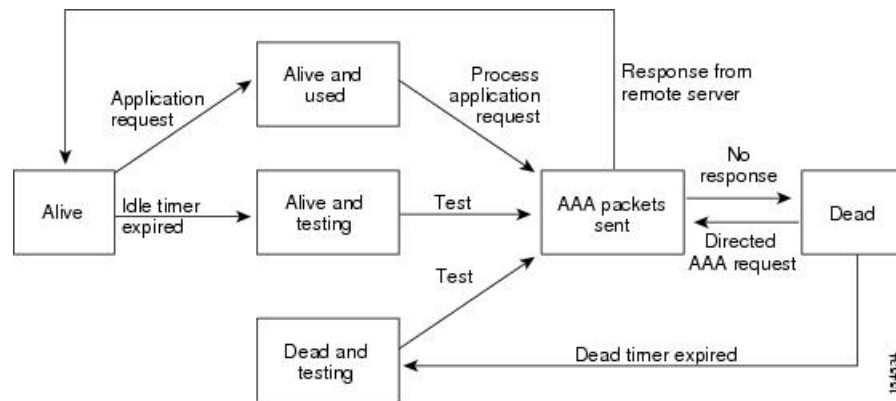 Alive and
used
Process
application
request
Response from
remote server
Application
request
Alive
Idle timer
expired
Alive and
testing
Test
AAA packets
sent
No
response
Dead
Directed
AAA request
Test
Dead and
testing
Dead timer expired